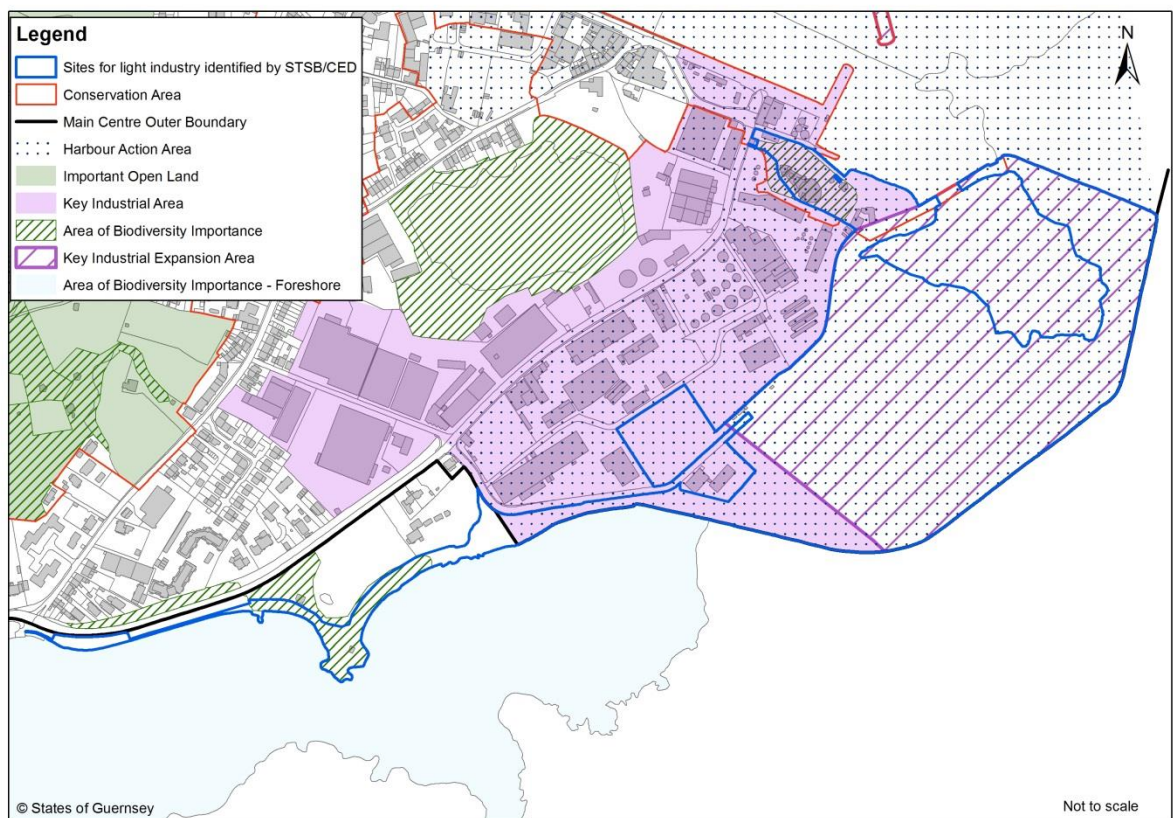 Legend
Sites for light industry identified by STSB/CED
Conservation Area
Main Centre Outer Boundary
Harbour Action Area
Important Open Land
Key Industrial Area
Area of Biodiversity Importance
Key Industrial Expansion Area
Area of Biodiversity Importance - Foreshore
N
© States of Guernsey
Not to scale